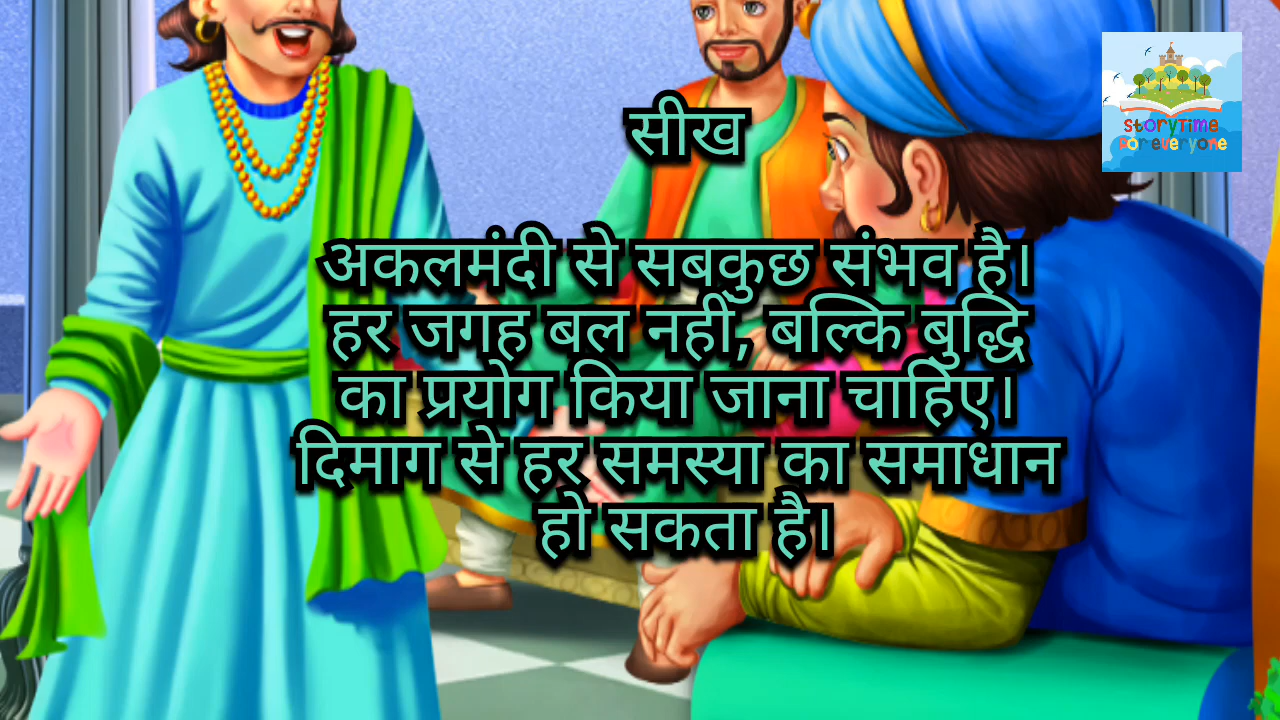 सीख
अकलमंदी से सबकुछ संभव है।
हर जगह बल नहीं, बल्कि बुद्धि
का प्रयोग किया जाना चाहिए।
दिमाग से हर समस्या का समाधान
हो सकता है।
STORYTIME
FOR EVERYONE